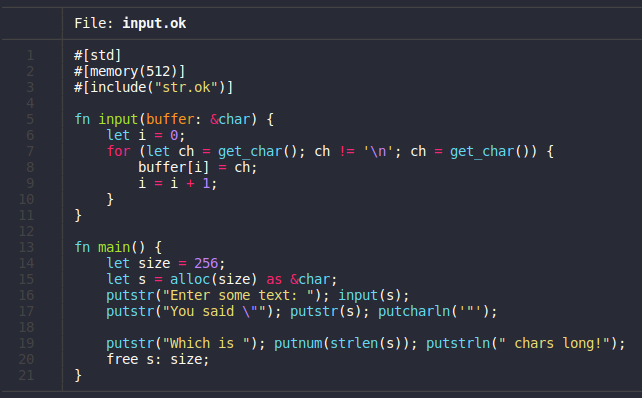 File: input.ok
1 #[std]
2 #[memory(512)]
3 #[include("str.ok")]
4
5 fn input(buffer: &char) {
6     let i = 0;
7     for (let ch = get_char(); ch != '\n'; ch = get_char()) {
8         buffer[i] = ch;
9         i = i + 1;
10     }
11 }
12
13 fn main() {
14     let size = 256;
15     let s = alloc(size) as &char;
16     putstr("Enter some text: "); input(s);
17     putstr("You said \""); putstr(s); putcharln('"');
18
19     putstr("Which is "); putnum(strlen(s)); putstrln(" chars long!");
20     free s: size;
21 }